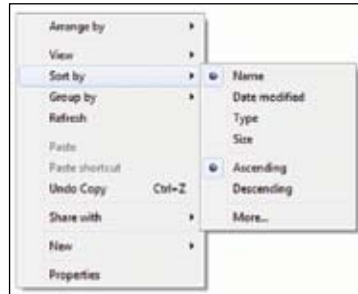 Arrange by
View
Sort by
Group by
Refresh
Paste
Paste shortcut
Undo Copy Ctrl+Z
Share with
New
Properties
Name
Date modified
Type
Size
Ascending
Descending
More...